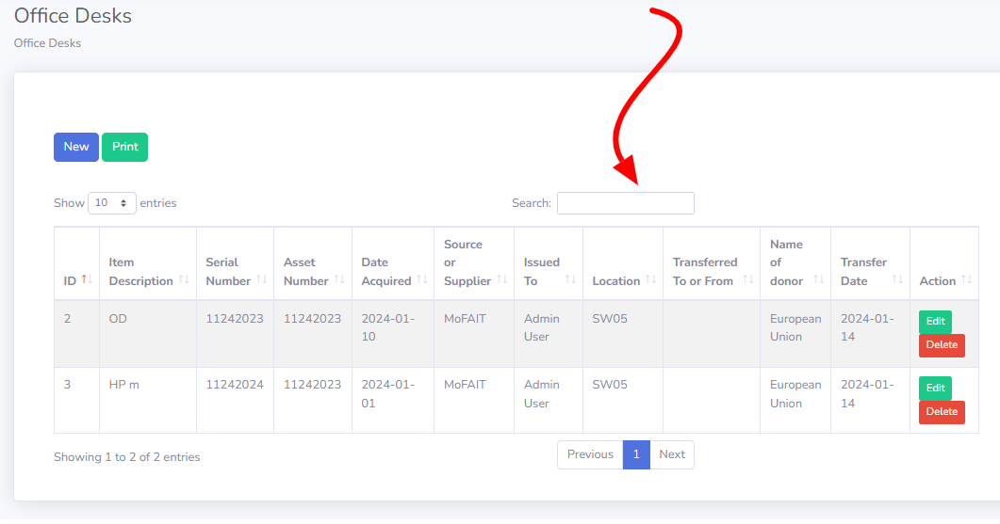 Office Desks
Office Desks
New Print
Show 10 entries Search:
ID Item Description Serial Number Asset Number Date Acquired Source or Supplier Issued To Location Transferred To or From Name of donor Transfer Date Action
2 OD 11242023 11242023 2024-01-10 MoFAIT Admin User SW05 European Union 2024-01-14 Edit Delete
3 HP m 11242024 11242023 2024-01-01 MoFAIT Admin User SW05 European Union 2024-01-14 Edit Delete
Showing 1 to 2 of 2 entries Previous 1 Next